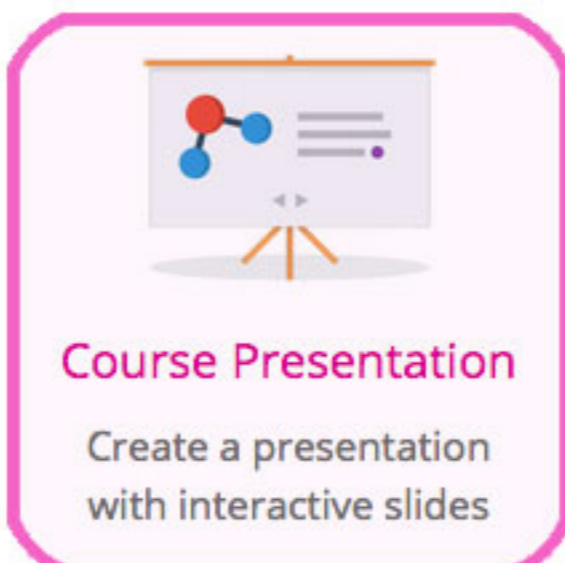 Course Presentation
Create a presentation
with interactive slides